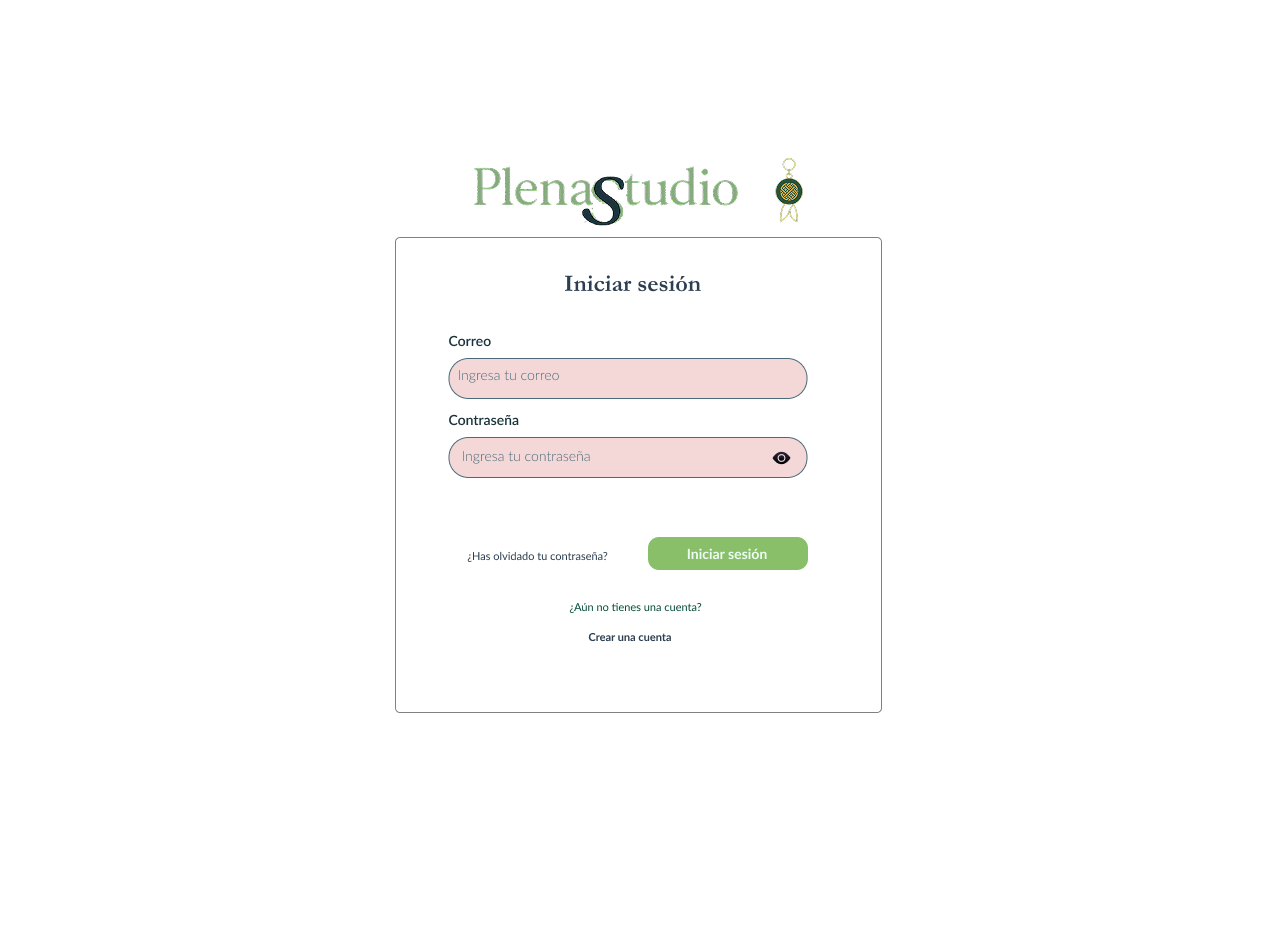 PlenaStudio
Iniciar sesión
Correo
Ingresa tu correo
Contraseña
Ingresa tu contraseña
¿Has olvidado tu contraseña?
Iniciar sesión
¿Aún no tienes una cuenta?
Crear una cuenta